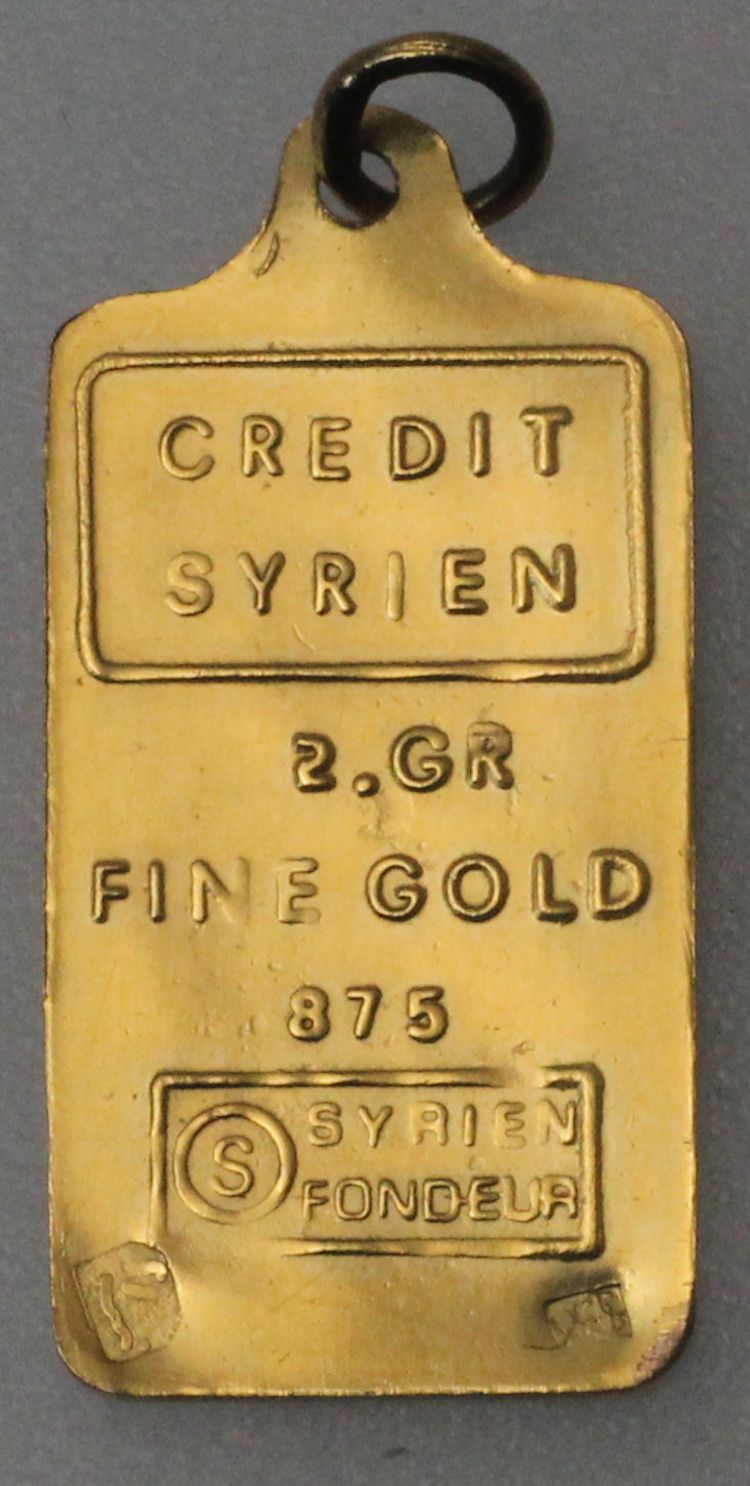 CREDIT
SYRIEN
2.GR
FINE GOLD
875
S SYRIEN
FONDEUR